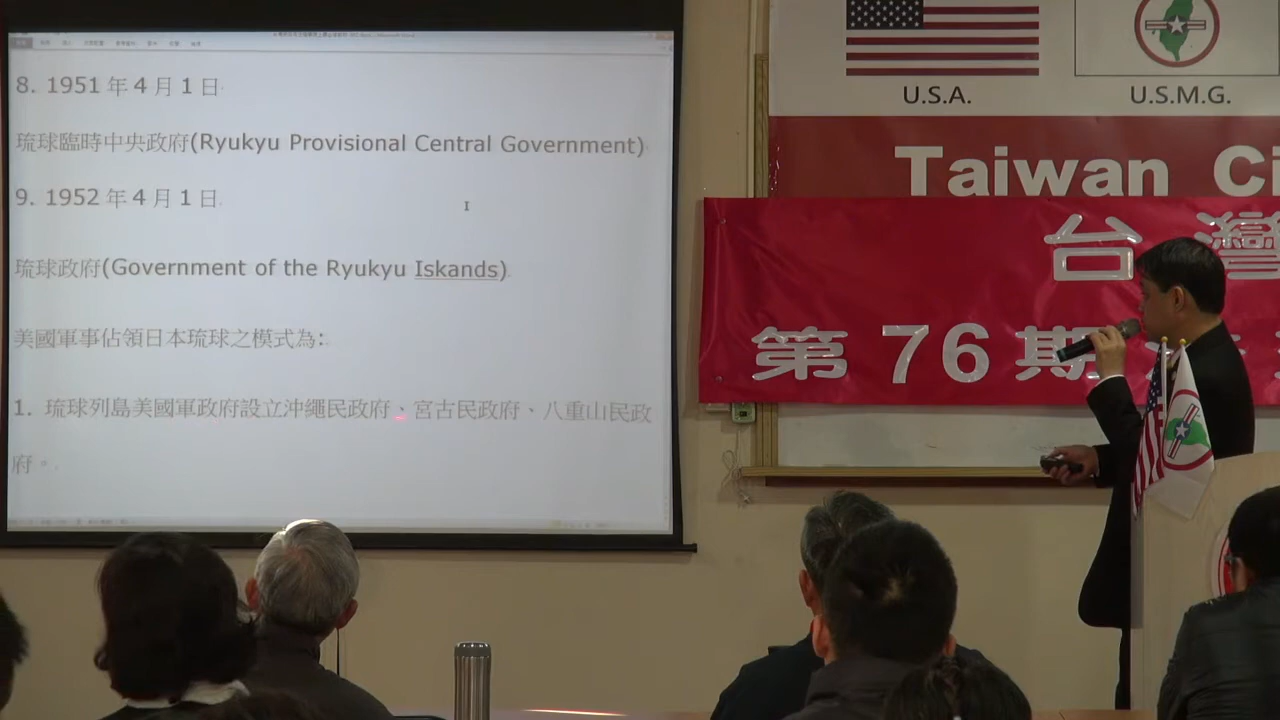 8. 1951 年 4 月 1 日
琉球臨時中央政府(Ryukyu Provisional Central Government)
9. 1952 年 4 月 1 日
琉球政府(Government of the Ryukyu Iskands)
美國軍事佔領日本琉球之模式為:
1. 琉球列島美國軍政府設立沖繩民政府、宮古民政府、八重山民政
府。
U.S.A.
U.S.M.G.
Taiwan Ci
台灣
第 76 期